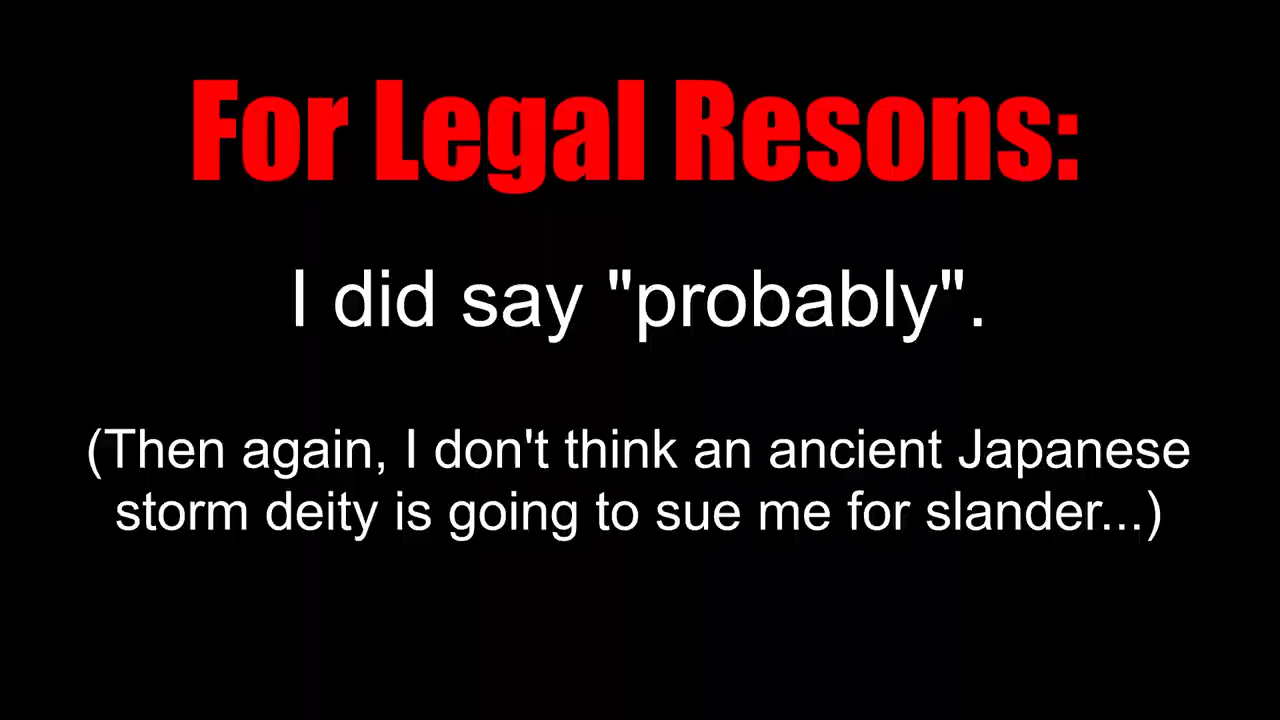 For Legal Resons:
I did say "probably".
(Then again, I don't think an ancient Japanese
storm deity is going to sue me for slander...)